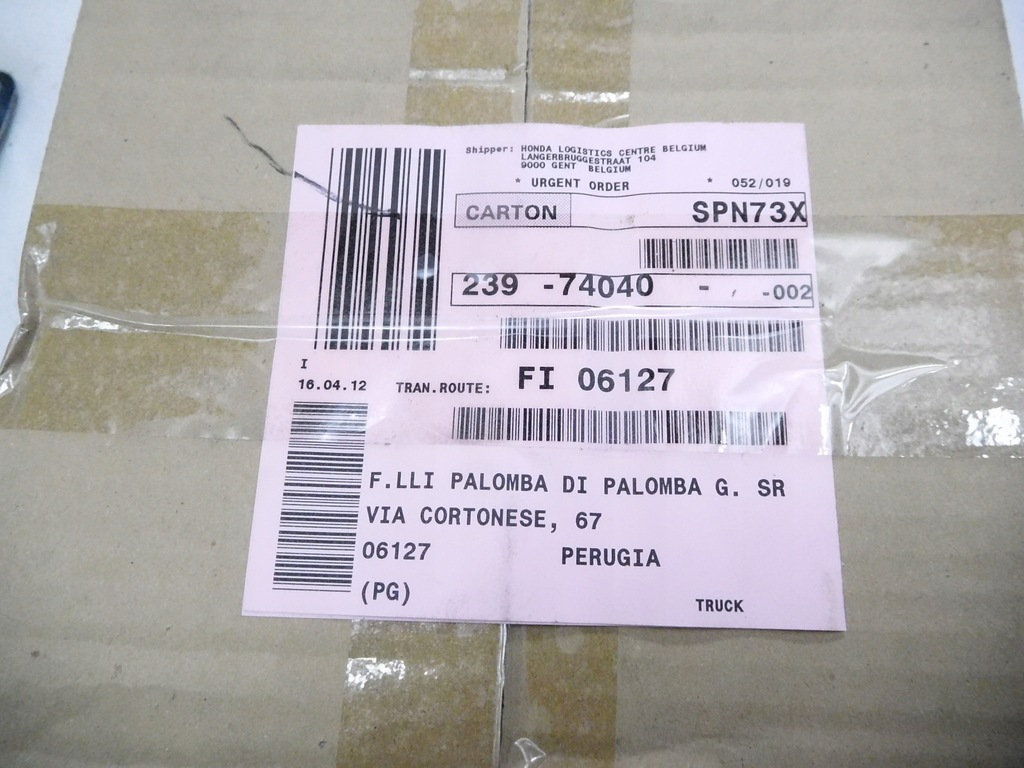 Shipper: HONDA LOGISTICS CENTRE BELGIUM
LANGERBRUGGESTRAAT 104
9000 GENT BELGIUM
* URGENT ORDER * 052/019
CARTON SPN73X
239 -74040 - , -002
I
16.04.12 TRAN.ROUTE: FI 06127
F.LLI PALOMBA DI PALOMBA G. SR
VIA CORTONESE, 67
06127 PERUGIA
(PG)
TRUCK